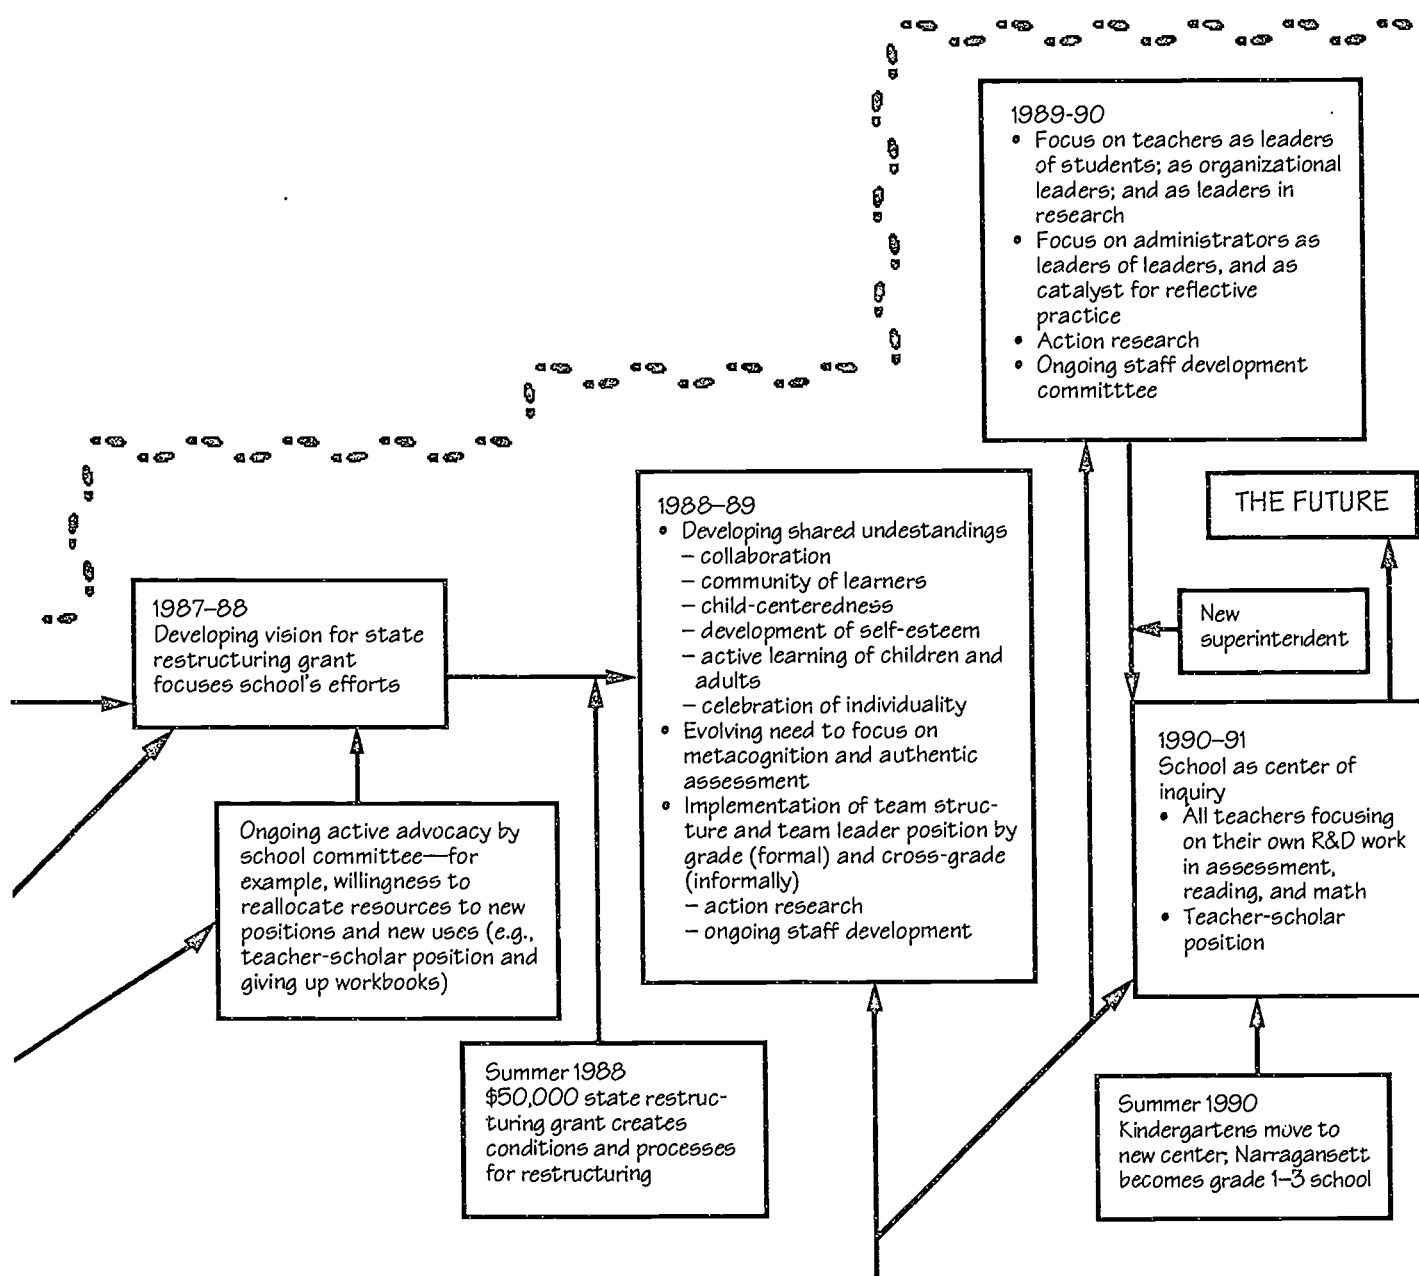 1987–88
Developing vision for state
restructuring grant
focuses school's efforts
Ongoing active advocacy by
school committee—for
example, willingness to
reallocate resources to new
positions and new uses (e.g.,
teacher-scholar position and
giving up workbooks)
Summer 1988
$50,000 state restruc-
turing grant creates
conditions and processes
for restructuring
1988–89
• Developing shared undestandings
– collaboration
– community of learners
– child-centeredness
– development of self-esteem
– active learning of children and
adults
– celebration of individuality
• Evolving need to focus on
metacognition and authentic
assessment
• Implementation of team struc-
ture and team leader position by
grade (formal) and cross-grade
(informally)
– action research
– ongoing staff development
1989-90
• Focus on teachers as leaders
of students; as organizational
leaders; and as leaders in
research
• Focus on administrators as
leaders of leaders, and as
catalyst for reflective
practice
• Action research
• Ongoing staff development
committtee
New
superintendent
1990–91
School as center of
inquiry
• All teachers focusing
on their own R&D work
in assessment,
reading, and math
• Teacher-scholar
position
Summer 1990
Kindergartens move to
new center; Narragansett
becomes grade 1–3 school
THE FUTURE